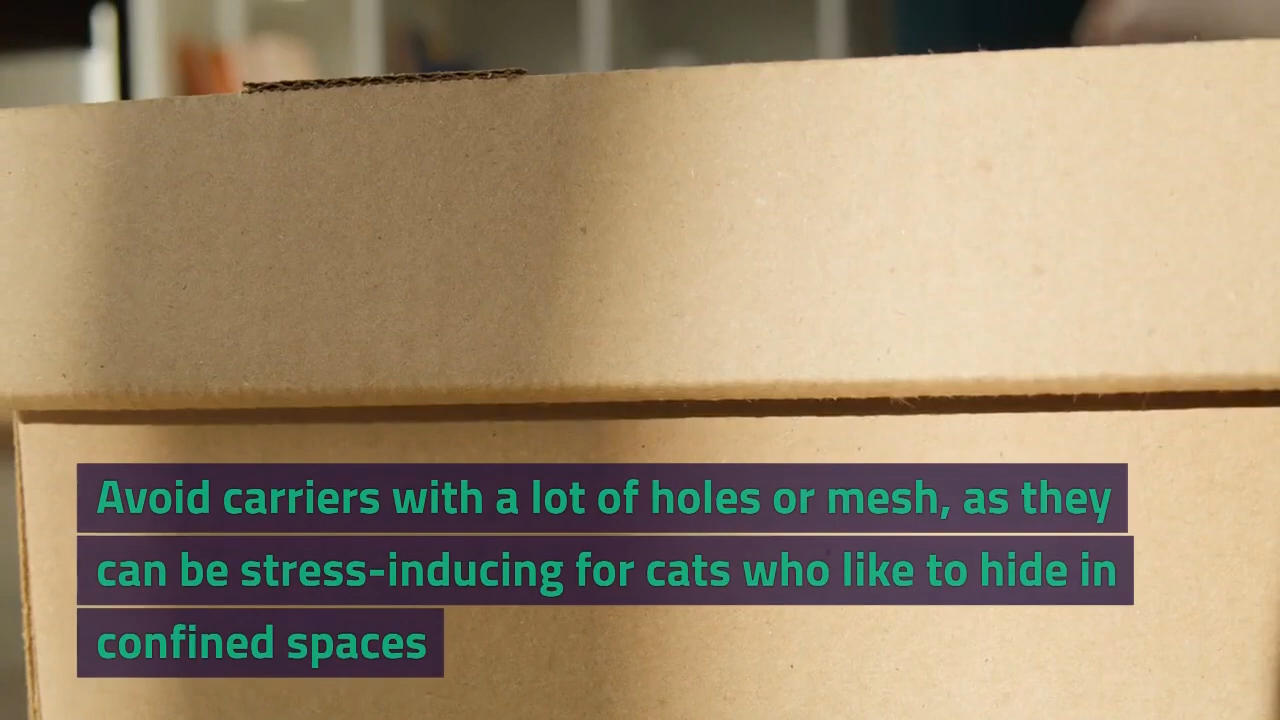 Avoid carriers with a lot of holes or mesh, as they
can be stress-inducing for cats who like to hide in
confined spaces